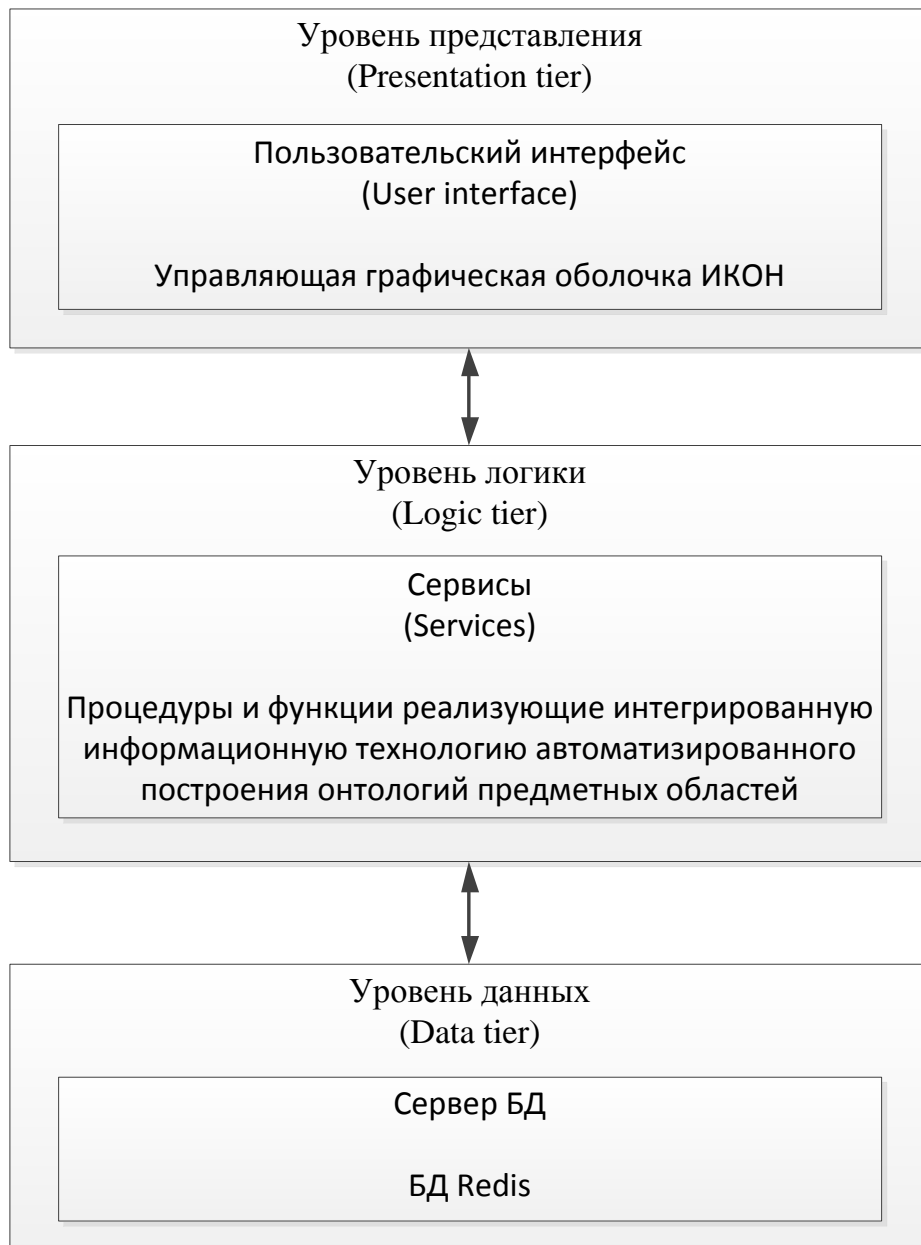 Уровень представления
(Presentation tier)
Пользовательский интерфейс
(User interface)
Управляющая графическая оболочка ИКОН
Уровень логики
(Logic tier)
Сервисы
(Services)
Процедуры и функции реализующие интегрированную
информационную технологию автоматизированного
построения онтологий предметных областей
Уровень данных
(Data tier)
Сервер БД
БД Redis